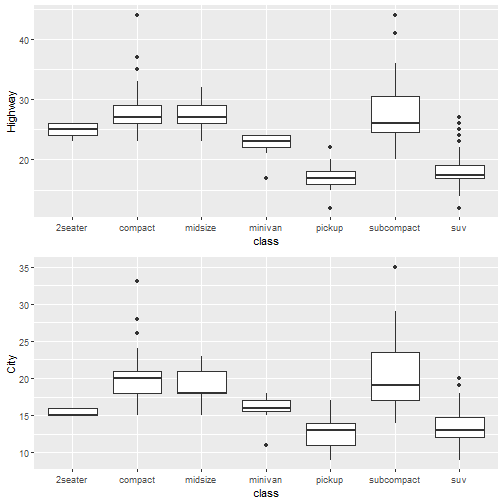 Highway
40
30
20
2seater compact midsize minivan pickup subcompact suv
class
City
35
30
25
20
15
10
2seater compact midsize minivan pickup subcompact suv
class